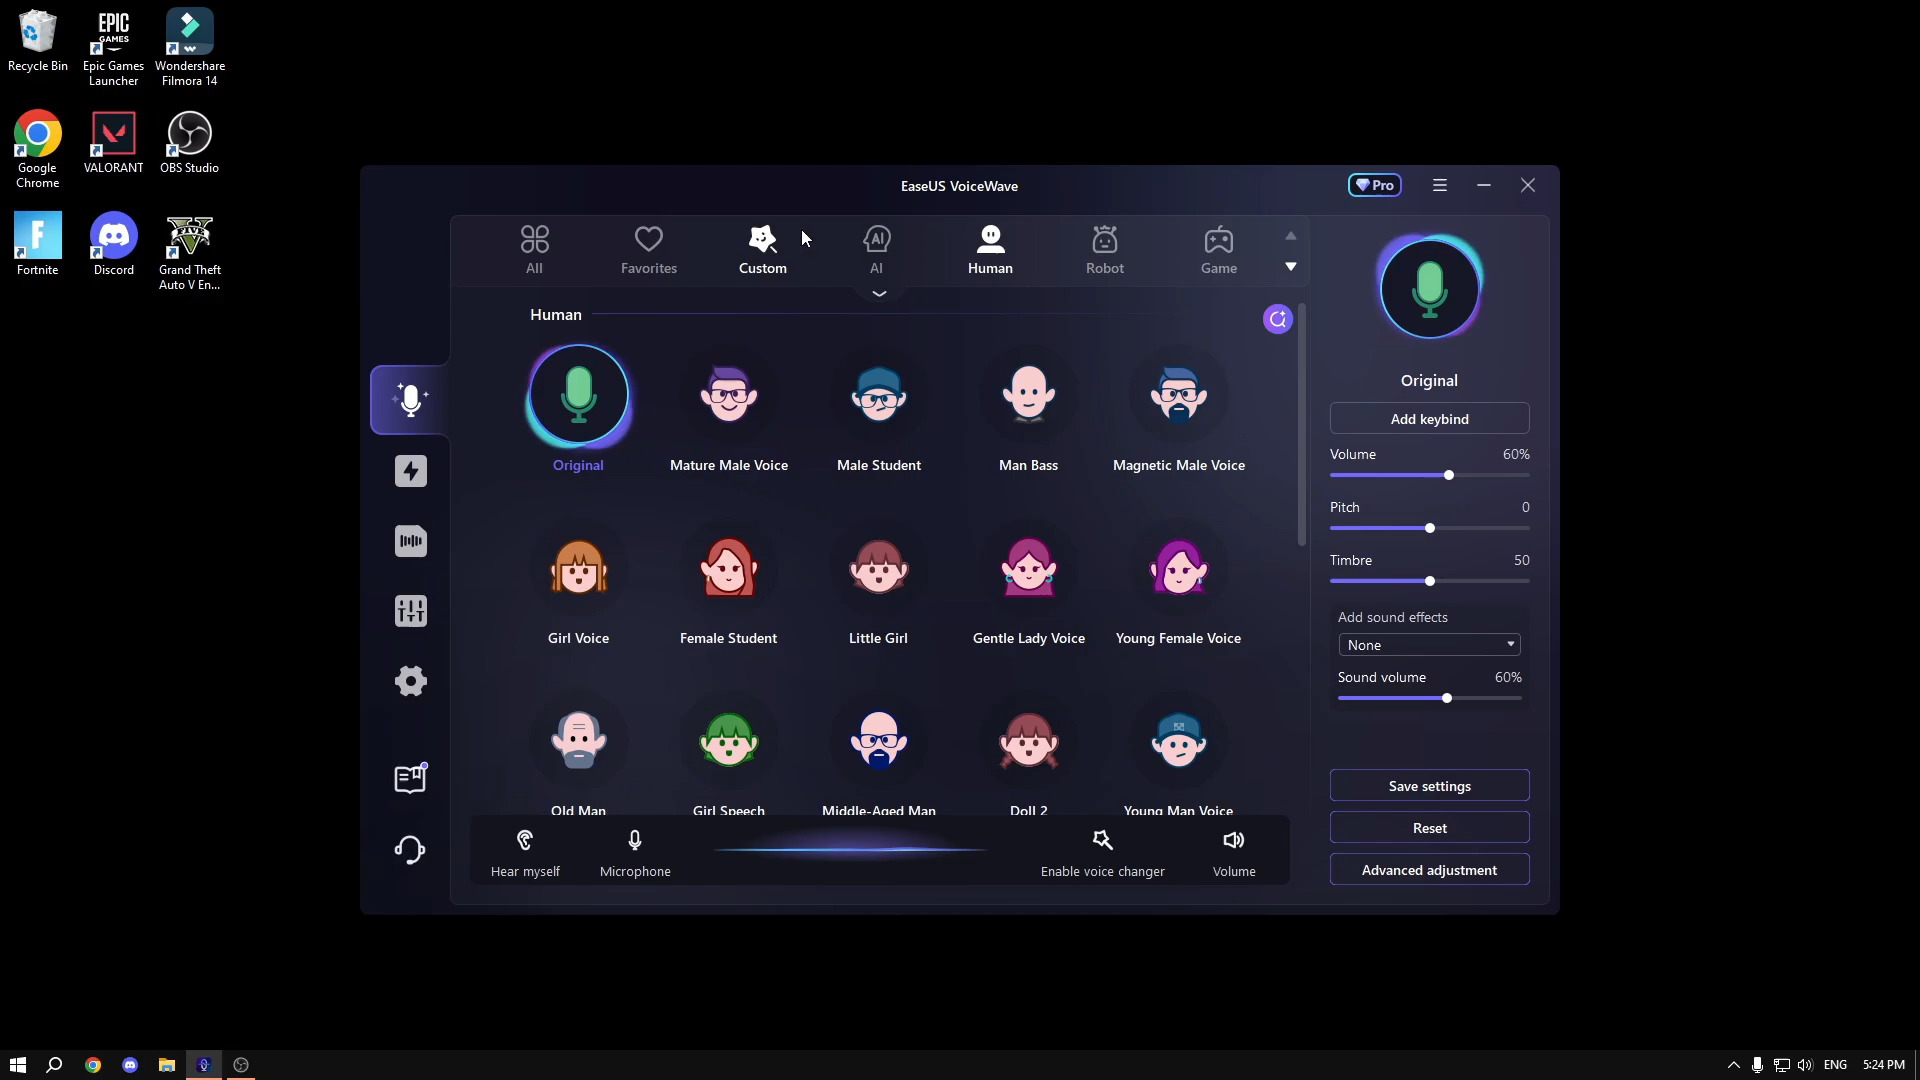 Recycle Bin
EPIC
GAMES
Epic Games
Launcher
Wondershare
Filmora 14
Google
Chrome
VALORANT
OBS Studio
Fortnite
Discord
Grand Theft
Auto V En...
EaseUS VoiceWave
Pro
All
Favorites
Custom
AI
AI
Human
Robot
Game
Human
Original
Mature Male Voice
Male Student
Man Bass
Magnetic Male Voice
Girl Voice
Female Student
Little Girl
Gentle Lady Voice
Young Female Voice
Old Man
Girl Speech
Middle-Aged Man
Doll 2
Young Man Voice
Hear myself
Microphone
Enable voice changer
Volume
Original
Add keybind
Volume 60%
Pitch 0
Timbre 50
Add sound effects
None
Sound volume 60%
Save settings
Reset
Advanced adjustment
ENG
5:24 PM